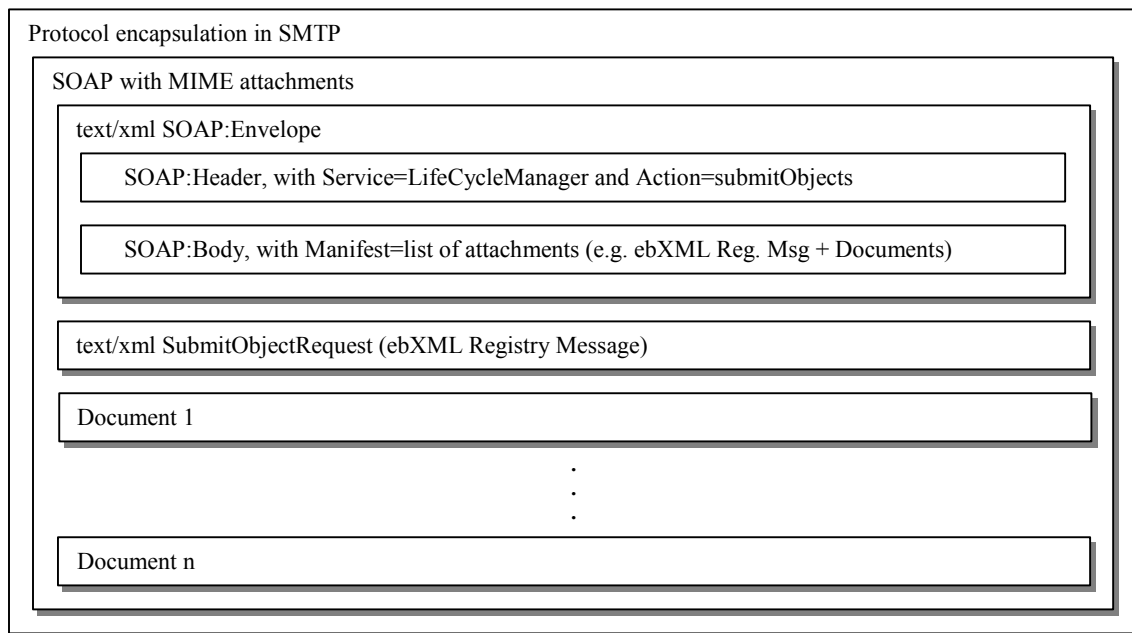 Protocol encapsulation in SMTP
SOAP with MIME attachments
text/xml SOAP:Envelope
SOAP:Header, with Service=LifeCycleManager and Action=submitObjects
SOAP:Body, with Manifest=list of attachments (e.g. ebXML Reg. Msg + Documents)
text/xml SubmitObjectRequest (ebXML Registry Message)
Document 1
.
.
.
Document n